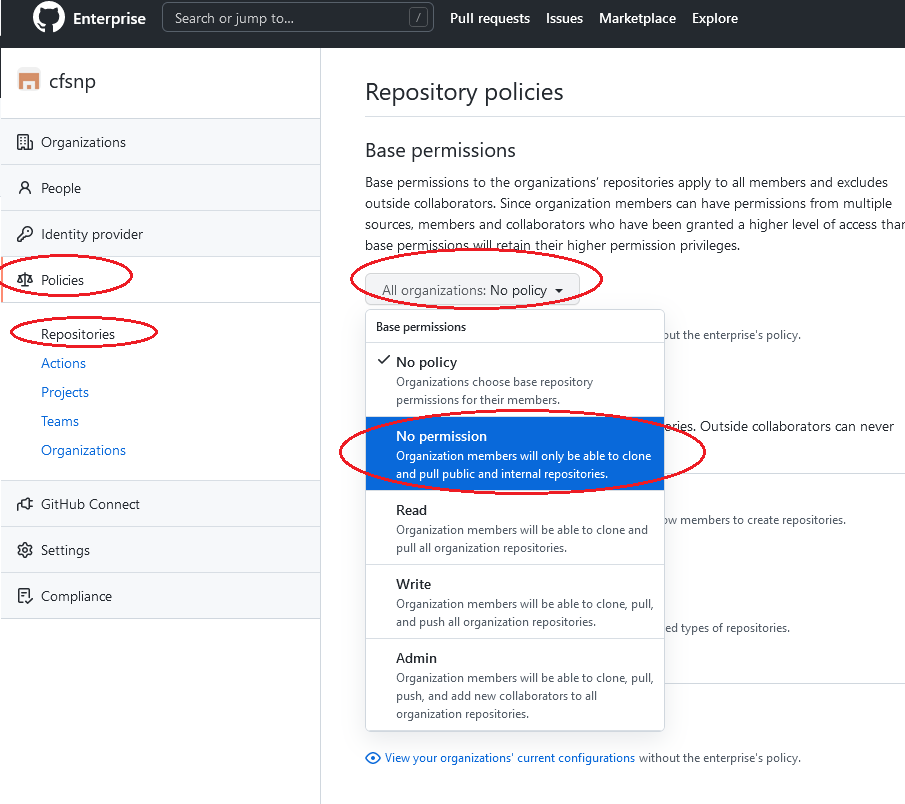 Enterprise
Search or jump to...
/
Pull requests
Issues
Marketplace
Explore
cfsnp
Organizations
People
Identity provider
Policies
Repositories
Actions
Projects
Teams
Organizations
GitHub Connect
Settings
Compliance
Repository policies
Base permissions
Base permissions to the organizations' repositories apply to all members and excludes
outside collaborators. Since organization members can have permissions from multiple
sources, members and collaborators who have been granted a higher level of access than
base permissions will retain their higher permission privileges.
All organizations: No policy
Base permissions
No policy
Organizations choose base repository
permissions for their members.
No permission
Organization members will only be able to clone
and pull public and internal repositories.
Read
Organization members will be able to clone and
pull all organization repositories.
Write
Organization members will be able to clone, pull,
and push all organization repositories.
Admin
Organization members will be able to clone, pull,
push, and add new collaborators to all
organization repositories.
the enterprise's policy.
Outside collaborators can never
members to create repositories.
types of repositories.
View your organizations' current configurations without the enterprise's policy.